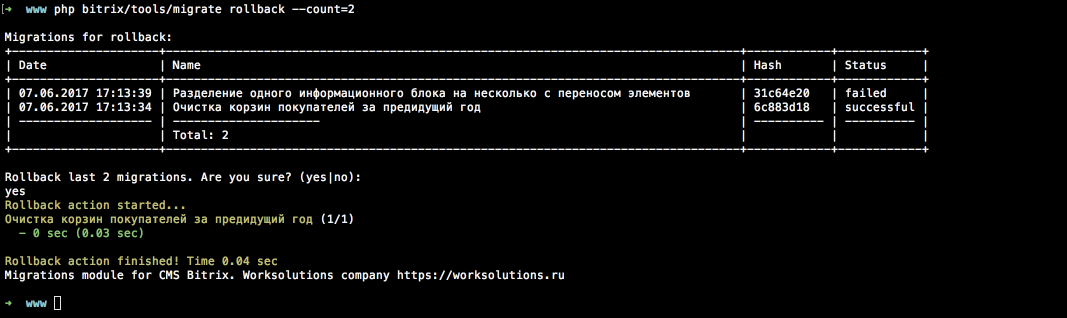 ➜ www php bitrix/tools/migrate rollback --count=2
Migrations for rollback:
| Date | Name | Hash | Status |
| 07.06.2017 17:13:39 | Разделение одного информационного блока на несколько с переносом элементов | 31c64e20 | failed |
| 07.06.2017 17:13:34 | Очистка корзин покупателей за предидущий год | 6c883d18 | successful |
| Total: 2 |
Rollback last 2 migrations. Are you sure? (yes|no):
yes
Rollback action started...
Очистка корзин покупателей за предидущий год (1/1)
- 0 sec (0.03 sec)
Rollback action finished! Time 0.04 sec
Migrations module for CMS Bitrix. Worksolutions company https://worksolutions.ru
➜ www